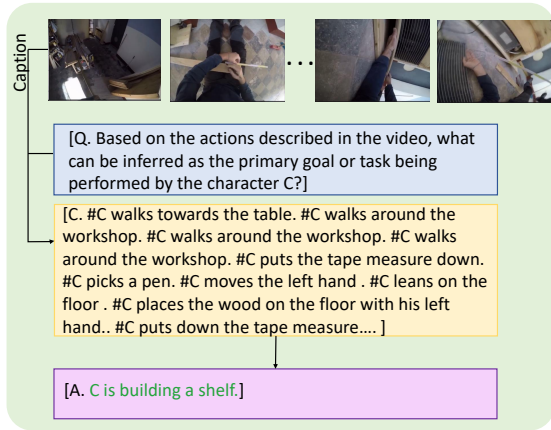 Caption
[Q. Based on the actions described in the video, what
can be inferred as the primary goal or task being
performed by the character C?]
[C. #C walks towards the table. #C walks around the
workshop. #C walks around the workshop. #C walks
around the workshop. #C puts the tape measure down.
#C picks a pen. #C moves the left hand . #C leans on the
floor . #C places the wood on the floor with his left
hand.. #C puts down the tape measure.... ]
[A. C is building a shelf.]